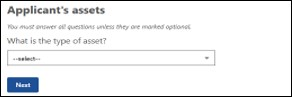 Applicant's assets
You must answer all questions unless they are marked optional.
What is the type of asset?
--select--
Next